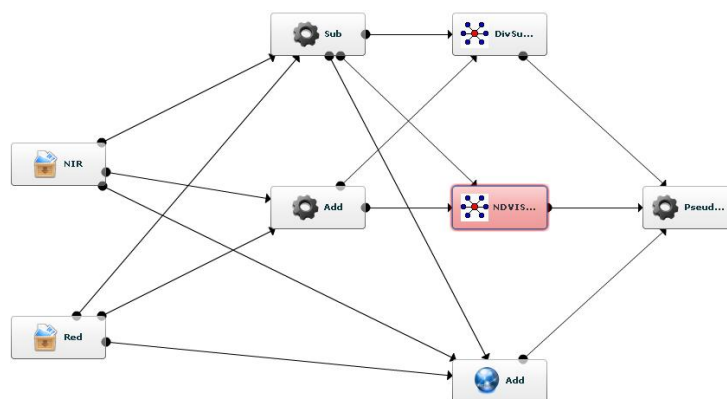 Sub
DivSu...
NIR
Add
NDVIS...
Pseud...
Red
Add